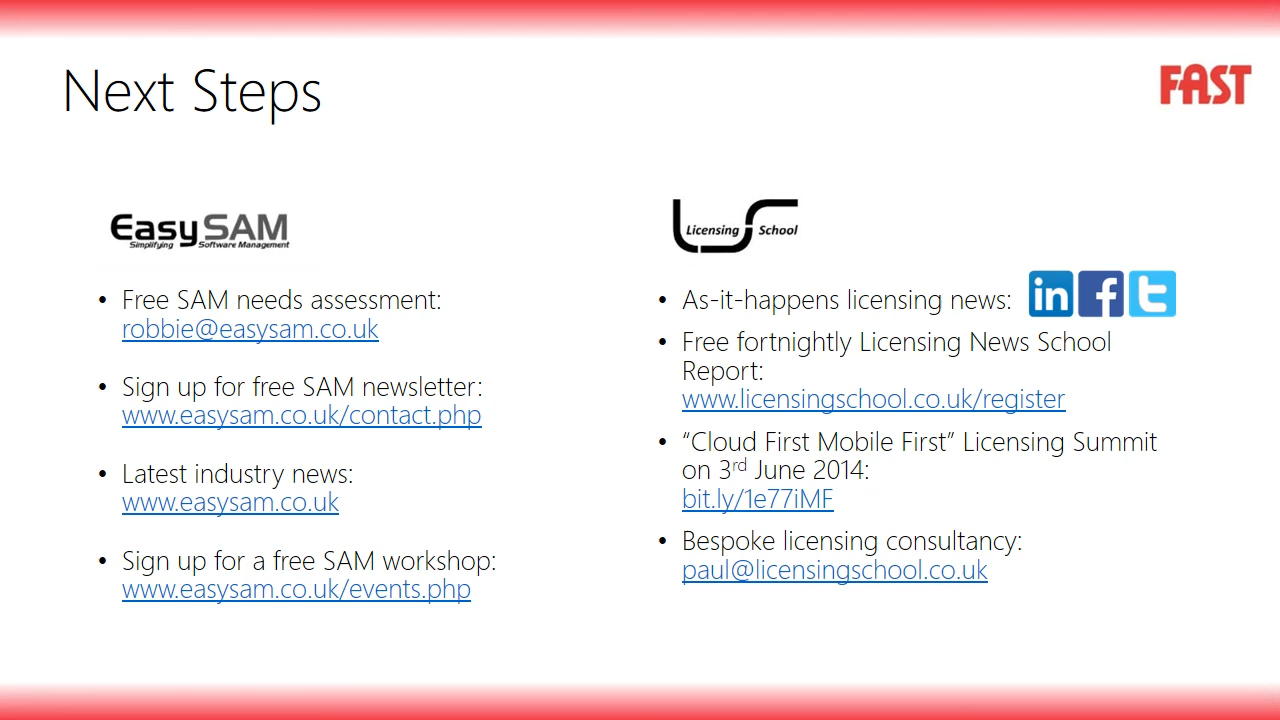 Next Steps
FAST
EasySAM
Simplifying Software Management
• Free SAM needs assessment:
robbie@easysam.co.uk
• Sign up for free SAM newsletter:
www.easysam.co.uk/contact.php
• Latest industry news:
www.easysam.co.uk
• Sign up for a free SAM workshop:
www.easysam.co.uk/events.php
Licensing School
• As-it-happens licensing news: in f t
• Free fortnightly Licensing News School
Report:
www.licensingschool.co.uk/register
• “Cloud First Mobile First” Licensing Summit
on 3rd June 2014:
bit.ly/1e77iMF
• Bespoke licensing consultancy:
paul@licensingschool.co.uk